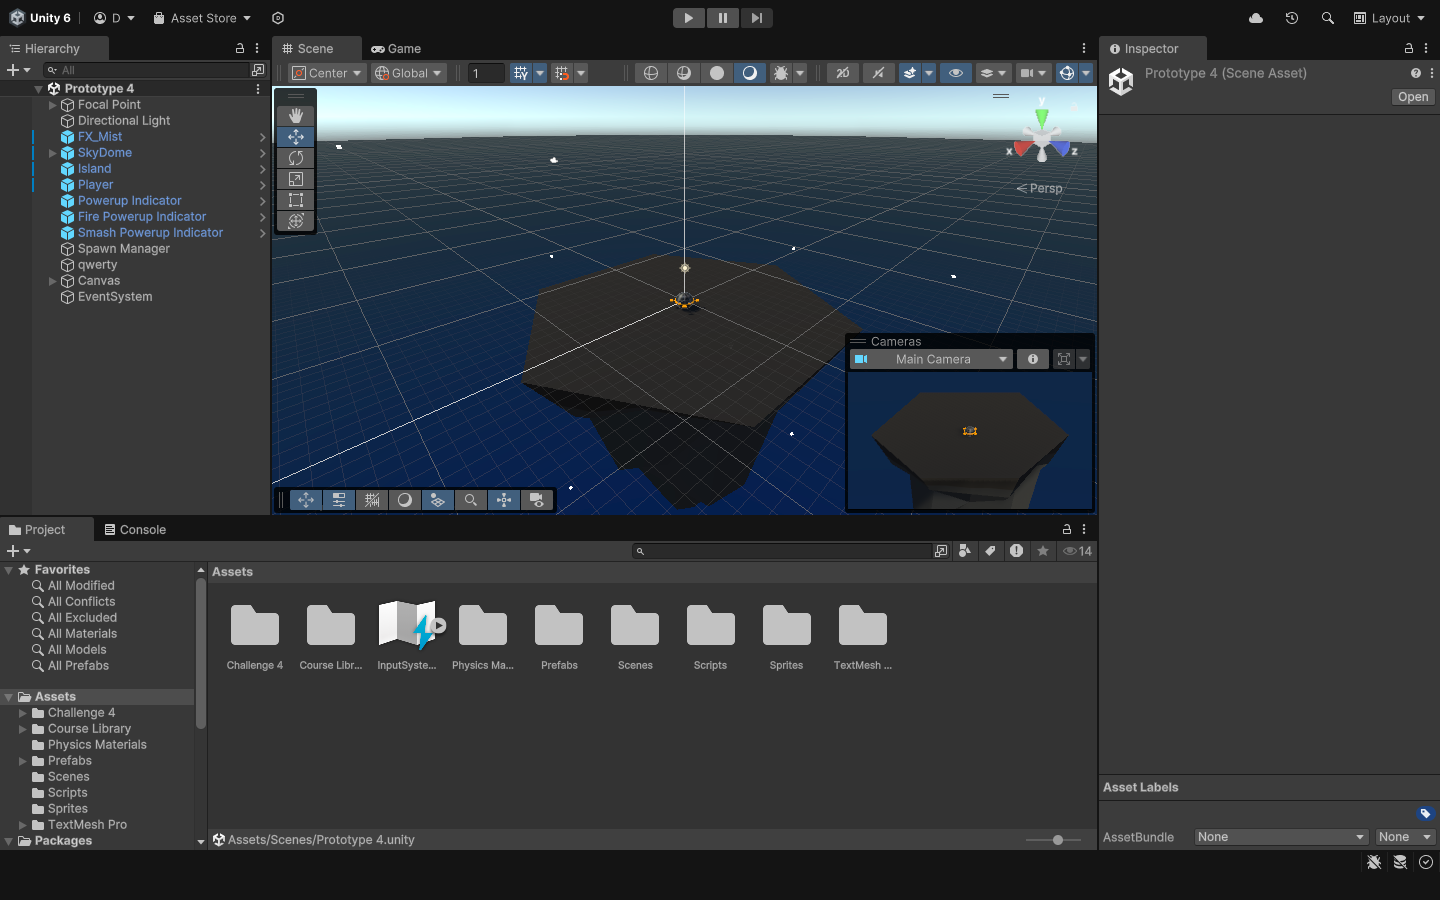 Unity 6
D
Asset Store
Layout
Hierarchy
Scene
Game
Inspector
All
Center
Global
1
2D
Prototype 4 (Scene Asset)
Open
Prototype 4
Focal Point
Directional Light
FX_Mist
SkyDome
Island
Player
Powerup Indicator
Fire Powerup Indicator
Smash Powerup Indicator
Spawn Manager
qwerty
Canvas
EventSystem
y
x
z
Persp
Cameras
Main Camera
Project
Console
14
Favorites
All Modified
All Conflicts
All Excluded
All Materials
All Models
All Prefabs
Assets
Challenge 4
Course Library
Physics Materials
Prefabs
Scenes
Scripts
Sprites
TextMesh Pro
Packages
Assets
Challenge 4
Course Libr...
InputSyste...
Physics Ma...
Prefabs
Scenes
Scripts
Sprites
TextMesh ...
Assets/Scenes/Prototype 4.unity
Asset Labels
AssetBundle
None
None